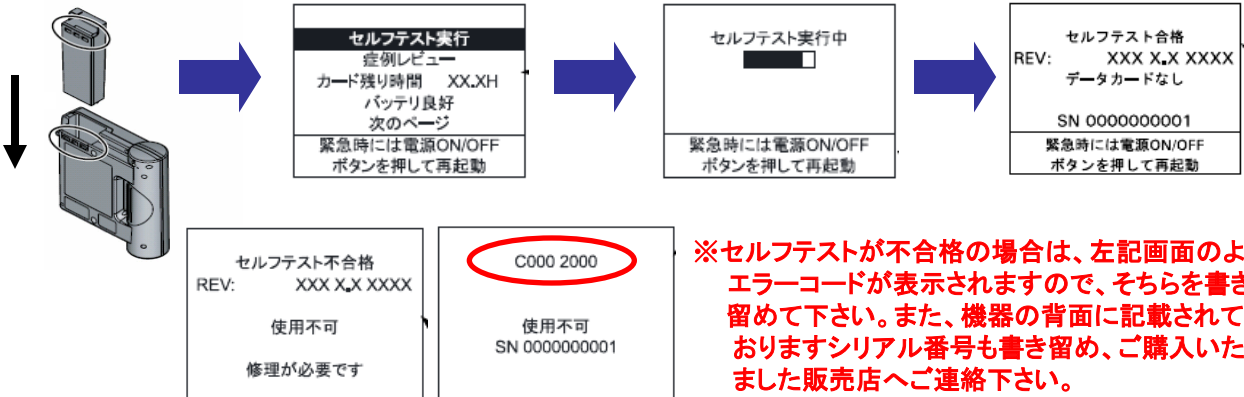 セルフテスト実行
症例レビュー
カード残り時間 XX.XH
バッテリ良好
次のページ
緊急時には電源ON/OFF
ボタンを押して再起動
セルフテスト実行中
緊急時には電源ON/OFF
ボタンを押して再起動
セルフテスト合格
REV: XXX X.X XXXX
データカードなし
SN 0000000001
緊急時には電源ON/OFF
ボタンを押して再起動
セルフテスト不合格
REV: XXX X.X XXXX
使用不可
修理が必要です
C000 2000
使用不可
SN 0000000001
※セルフテストが不合格の場合は、左記画面のよ
エラーコードが表示されますので、そちらを書き
留めて下さい。また、機器の背面に記載されて
おりますシリアル番号も書き留め、ご購入いた
ました販売店へご連絡下さい。